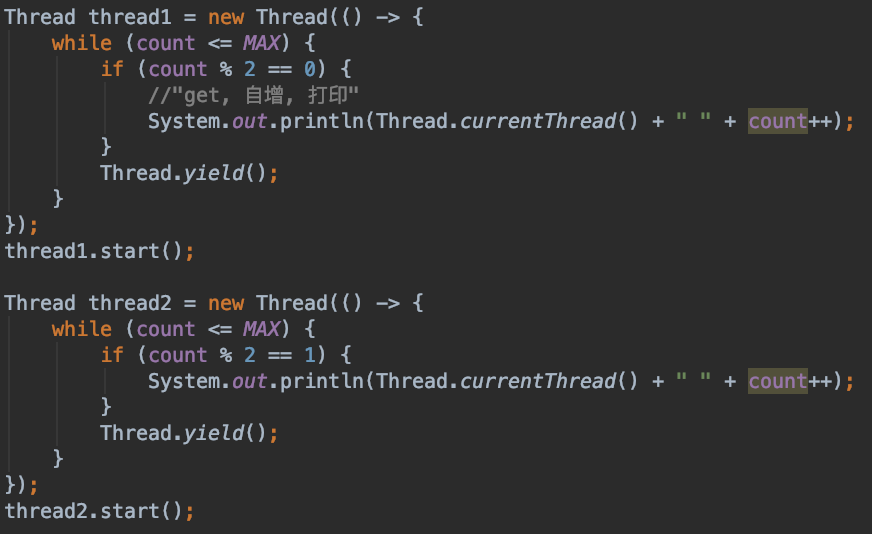 Thread thread1 = new Thread(() -> {
while (count <= MAX) {
if (count % 2 == 0) {
//"get, 自增, 打印"
System.out.println(Thread.currentThread() + " " + count++);
}
Thread.yield();
}
});
thread1.start();
Thread thread2 = new Thread(() -> {
while (count <= MAX) {
if (count % 2 == 1) {
System.out.println(Thread.currentThread() + " " + count++);
}
Thread.yield();
}
});
thread2.start();